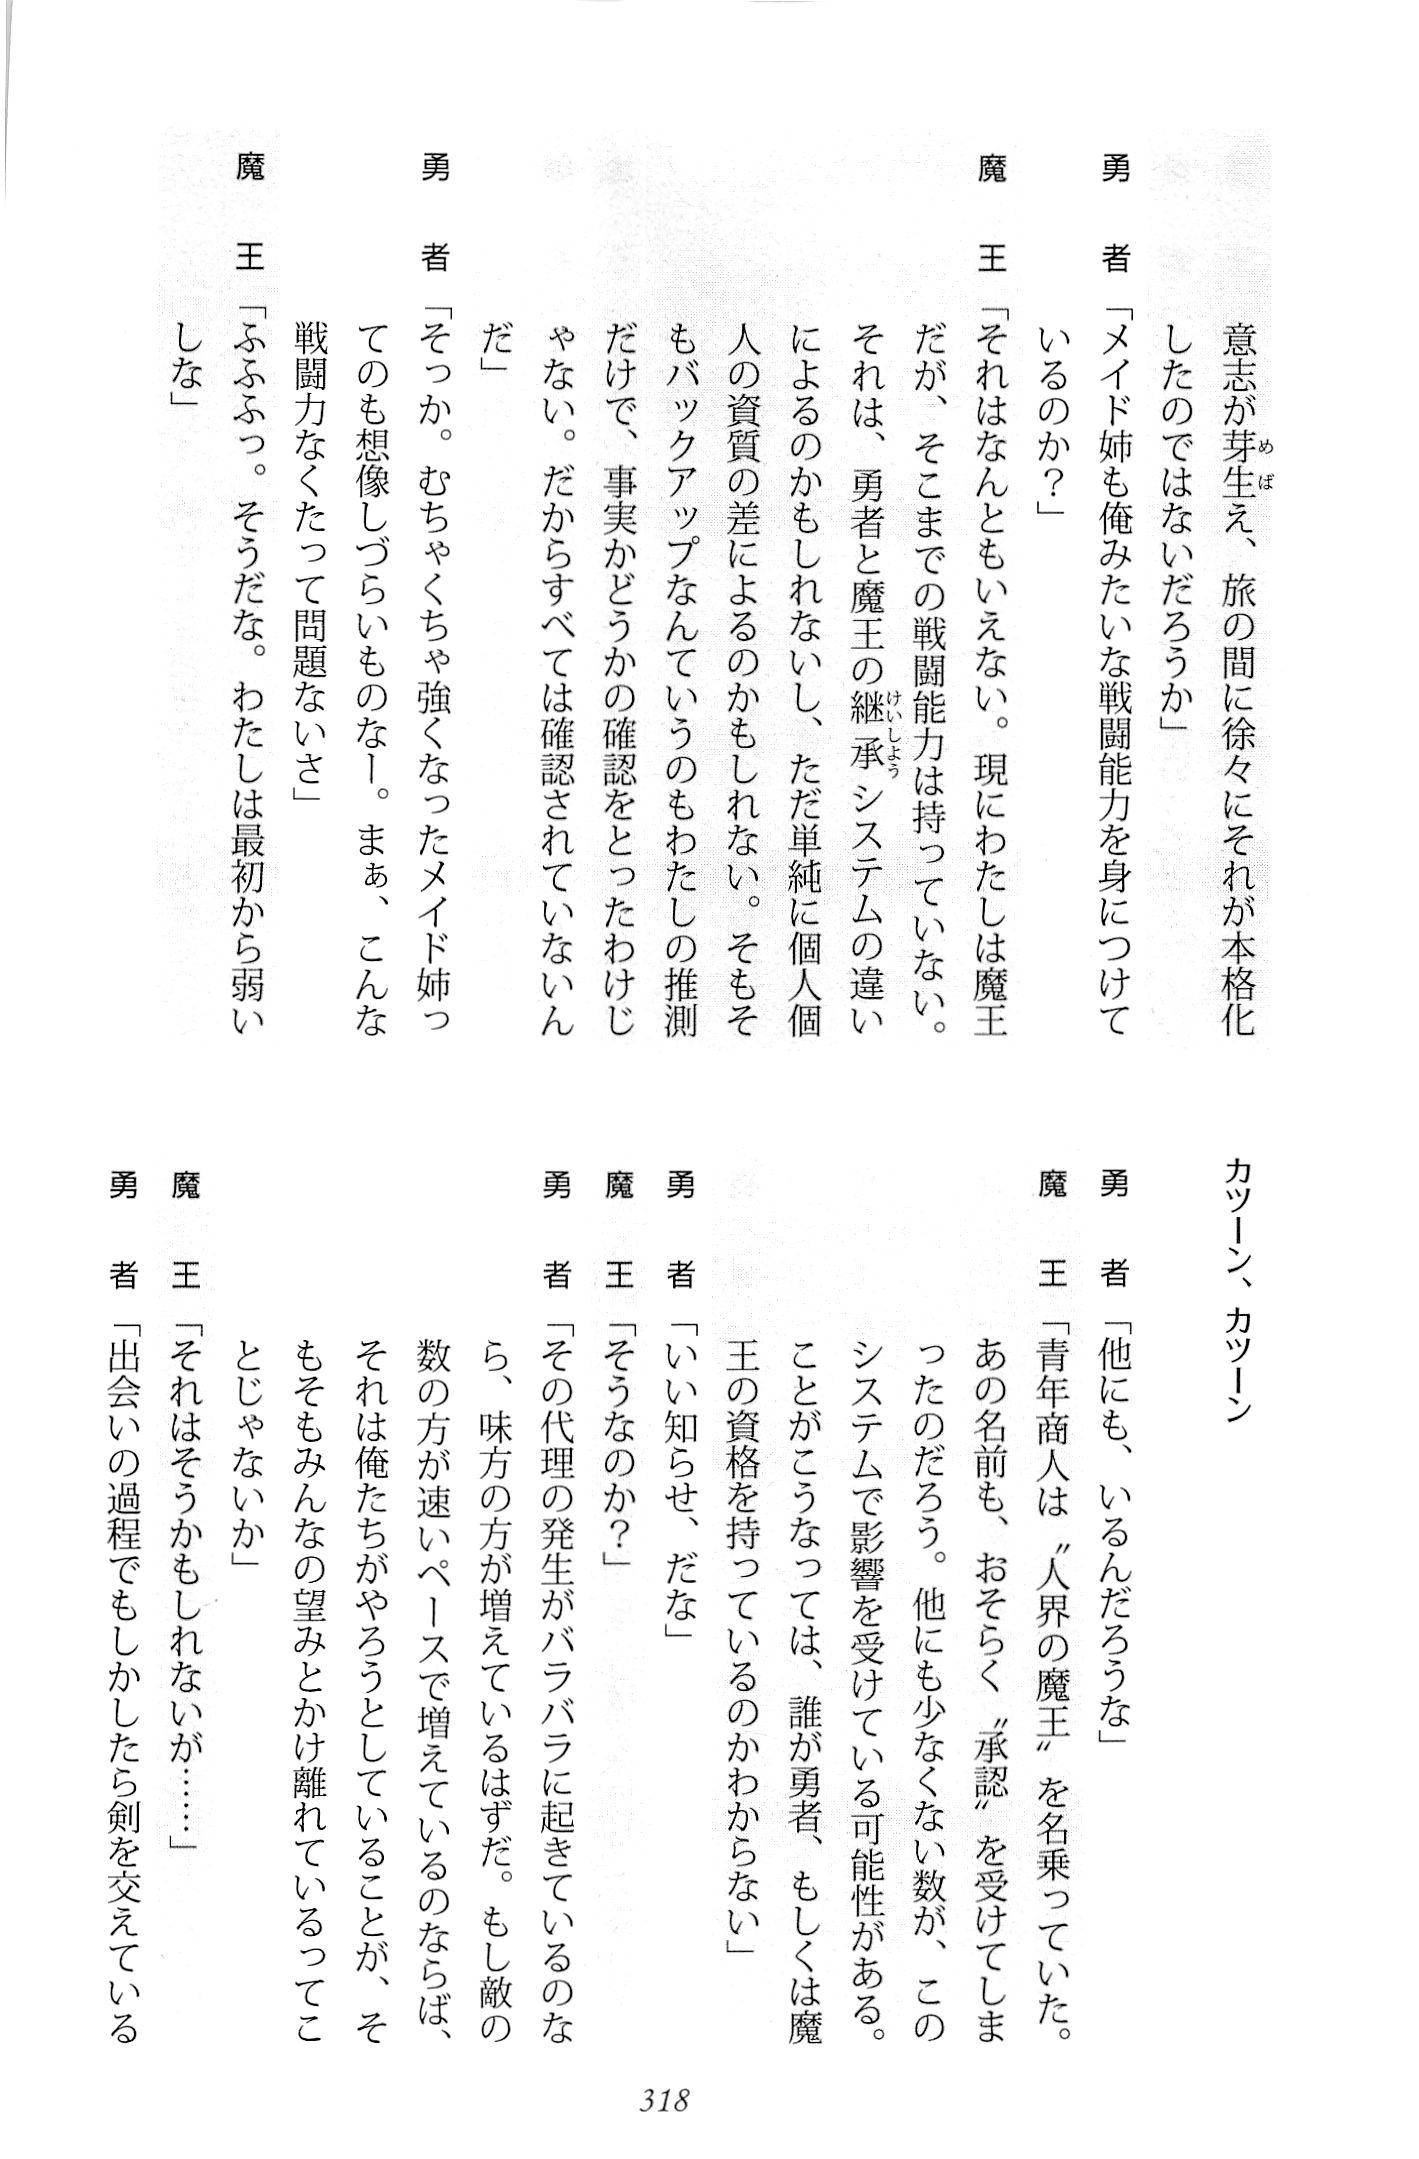 意志が芽生え、旅の間に徐々にそれが本格化
したのではないだろうか」
勇者「メイド姉も俺みたいな戦闘能力を身につけて
いるのか？」
魔王「それはなんともいえない。現にわたしは魔王
だが、そこまでの戦闘能力は持っていない。
それは、勇者と魔王の継承システムの違い
によるのかもしれないし、ただ単純に個人個
人の資質の差によるのかもしれない。そもそ
もバックアップなんていうのもわたしの推測
だけで、事実かどうかの確認をとったわけじ
ゃない。だからすべては確認されていないん
だ」
勇者「そっか。むちゃくちゃ強くなったメイド姉っ
てのも想像しづらいものなー。まぁ、こんな
戦闘力なくたって問題ないさ」
魔王「ふふふっ。そうだな。わたしは最初から弱い
しな」
カツーン、カツーン
勇者「他にも、いるんだろうな」
魔王「青年商人は〝人界の魔王〟を名乗っていた。
あの名前も、おそらく〝承認〟を受けてしま
ったのだろう。他にも少なくない数が、この
システムで影響を受けている可能性がある。
ことがこうなっては、誰が勇者、もしくは魔
王の資格を持っているのかわからない」
勇者「いい知らせ、だな」
魔王「そうなのか？」
勇者「その代理の発生がバラバラに起きているのな
ら、味方の方が増えているはずだ。もし敵の
数の方が速いペースで増えているのならば、
それは俺たちがやろうとしていることが、そ
もそもみんなの望みとかけ離れているってこ
とじゃないか」
魔王「それはそうかもしれないが……」
勇者「出会いの過程でもしかしたら剣を交えている
318